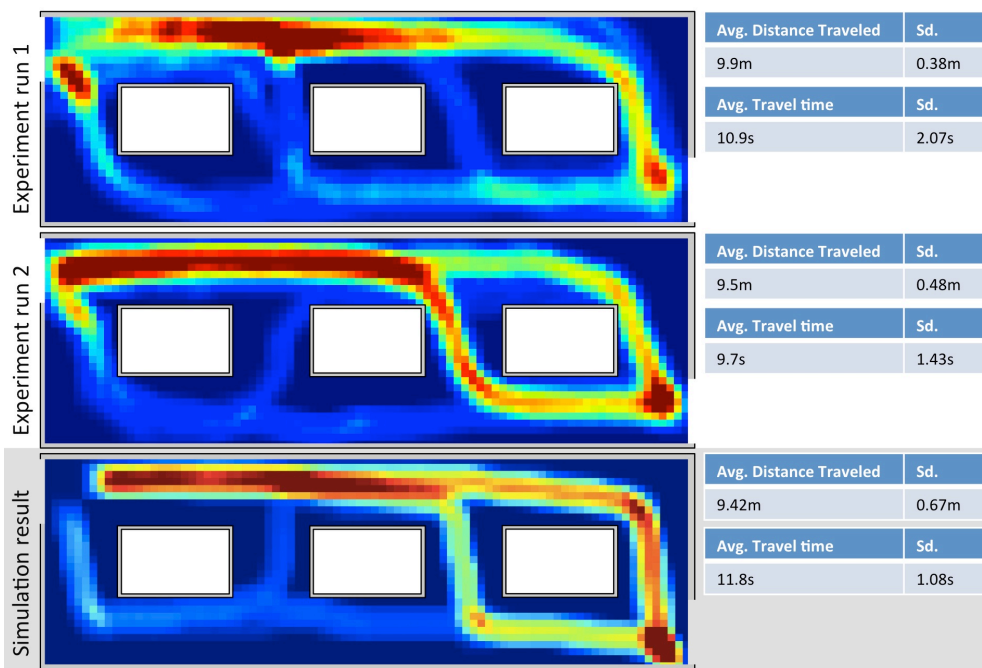 Experiment run 1
Avg. Distance Traveled Sd.
9.9m 0.38m
Avg. Travel time Sd.
10.9s 2.07s
Experiment run 2
Avg. Distance Traveled Sd.
9.5m 0.48m
Avg. Travel time Sd.
9.7s 1.43s
Simulation result
Avg. Distance Traveled Sd.
9.42m 0.67m
Avg. Travel time Sd.
11.8s 1.08s